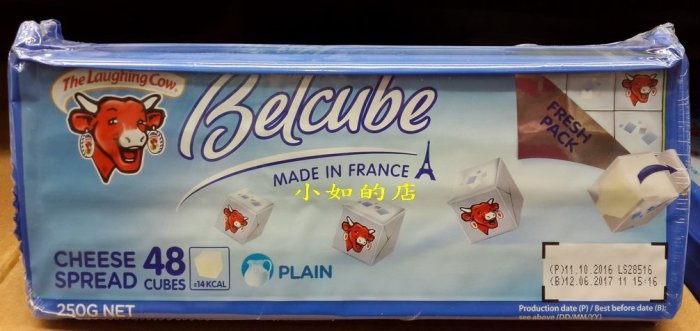 The Laughing Cow
Belcube
MADE IN FRANCE
小如的店
FRESH
PACK
CHEESE
SPREAD
48
CUBES
=14 KCAL
PLAIN
250G NET
(P)11.10.2016 LS28516
(B)12.06.2017 11 15:16
Production date (P) / Best before date (B):
see above (DD/MM/YY)